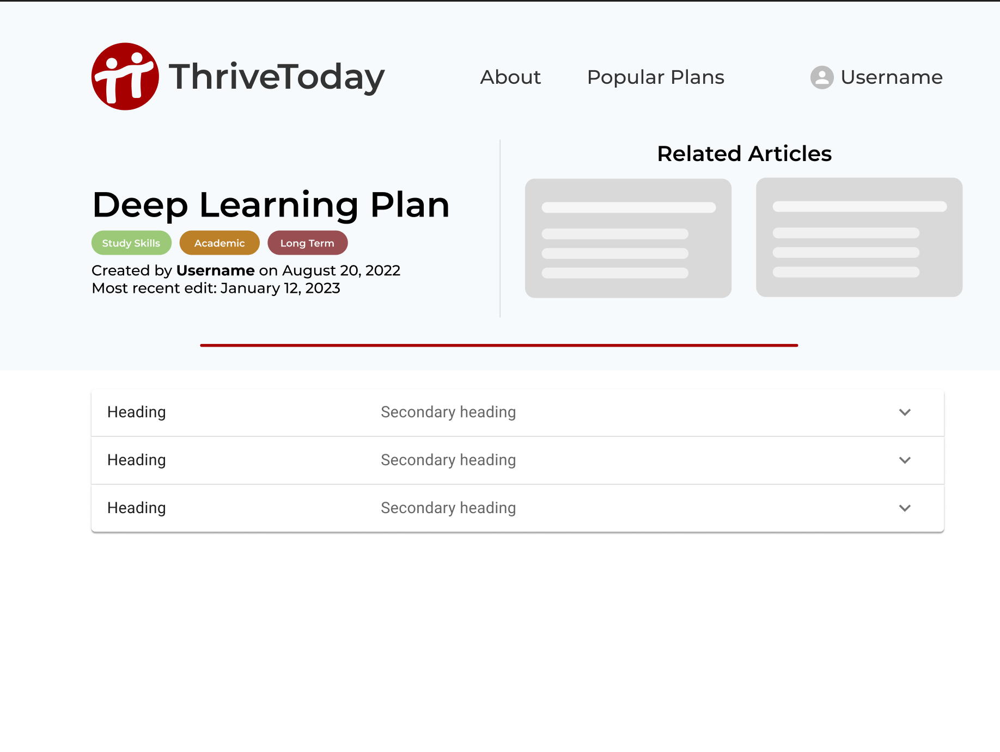 ThriveToday
About
Popular Plans
Username
Deep Learning Plan
Study Skills
Academic
Long Term
Created by Username on August 20, 2022
Most recent edit: January 12, 2023
Related Articles
Heading
Secondary heading
Heading
Secondary heading
Heading
Secondary heading